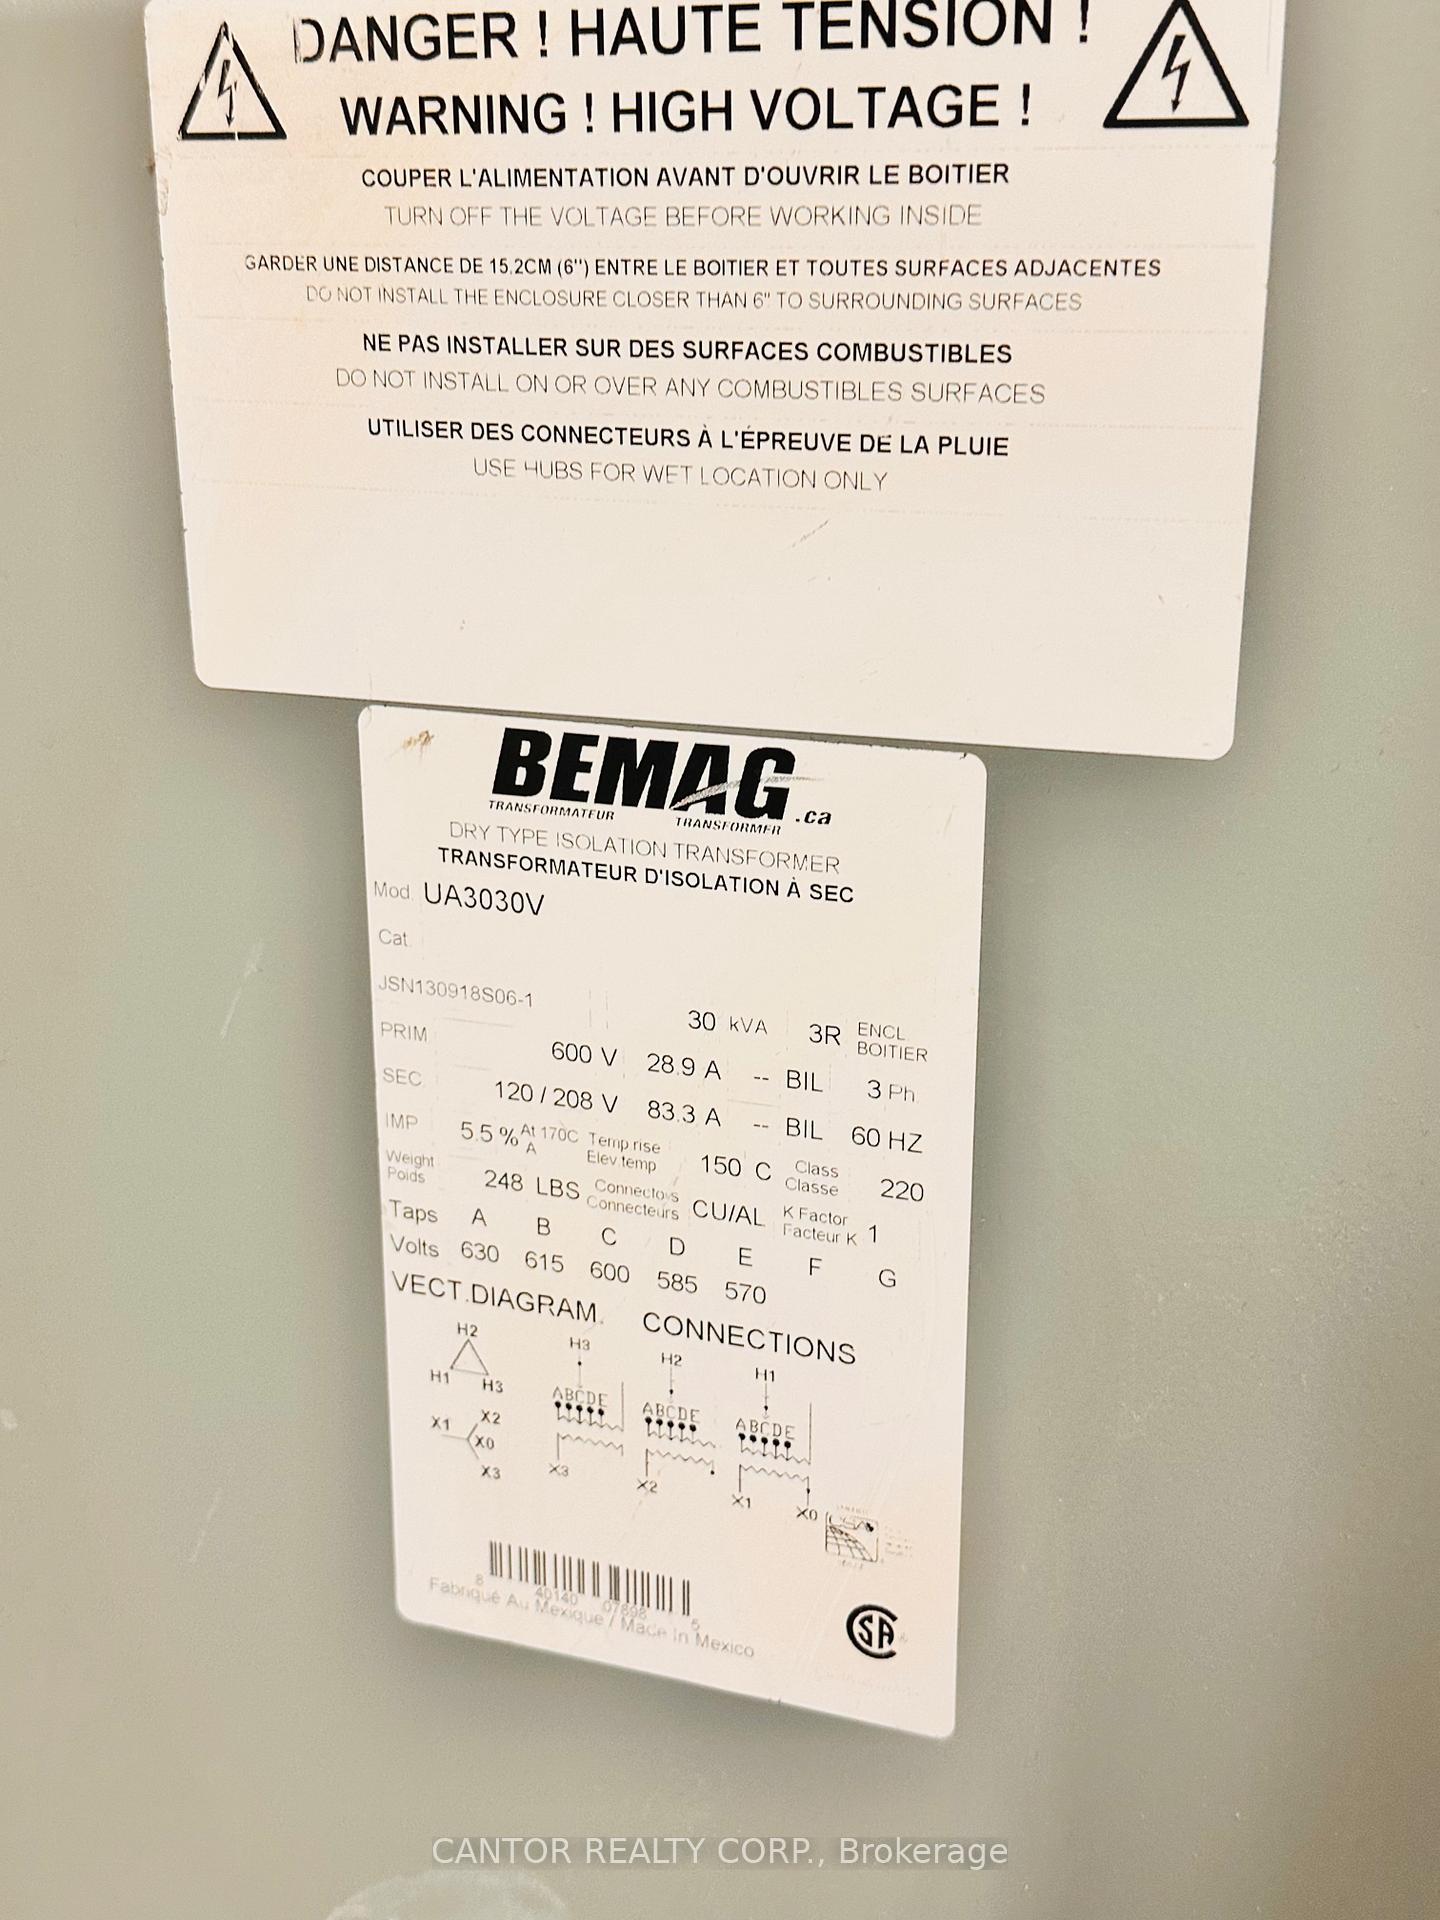 DANGER ! HAUTE TENSION !
WARNING ! HIGH VOLTAGE !
COUPER L'ALIMENTATION AVANT D'OUVRIR LE BOITIER
TURN OFF THE VOLTAGE BEFORE WORKING INSIDE
GARDER UNE DISTANCE DE 15.2CM (6'') ENTRE LE BOITIER ET TOUTES SURFACES ADJACENTES
DO NOT INSTALL THE ENCLOSURE CLOSER THAN 6" TO SURROUNDING SURFACES
NE PAS INSTALLER SUR DES SURFACES COMBUSTIBLES
DO NOT INSTALL ON OR OVER ANY COMBUSTIBLES SURFACES
UTILISER DES CONNECTEURS À L'ÉPREUVE DE LA PLUIE
USE HUBS FOR WET LOCATION ONLY
BEMAG.ca
TRANSFORMATEUR TRANSFORMER
DRY TYPE ISOLATION TRANSFORMER
TRANSFORMATEUR D'ISOLATION À SEC
Mod. UA3030V
Cat.
JSN130918S06-1 30 kVA 3R ENCL BOITIER
PRIM 600 V 28.9 A -- BIL 3 Ph.
SEC 120 / 208 V 83.3 A -- BIL 60 HZ
IMP 5.5 % At 170C A Temp rise Elev.temp 150 C Class Classe 220
Weight Poids 248 LBS Connectors Connecteurs CU/AL K Factor Facteur K 1
Taps A B C D E F G
Volts 630 615 600 585 570
VECT.DIAGRAM. CONNECTIONS
H2 H3 H2 H1
H1 H3 ABCDE ABCDE ABCDE
X1 X2
X0
X3 X3 X2 X1 X0
8 40140 07898 5
Fabriqué Au Mexique / Made In Mexico
CSA
CANTOR REALTY CORP., Brokerage